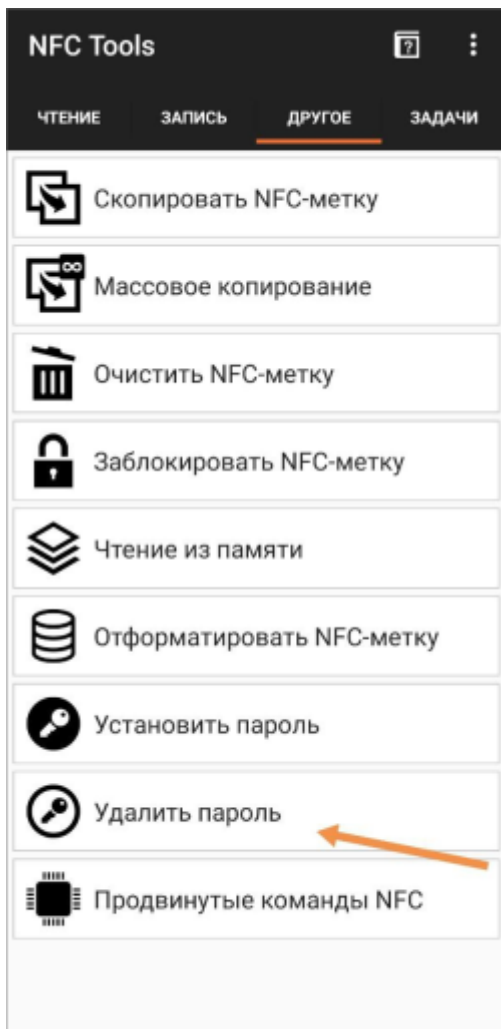 NFC Tools
ЧТЕНИЕ ЗАПИСЬ ДРУГОЕ ЗАДАЧИ
Скопировать NFC-метку
Массовое копирование
Очистить NFC-метку
Заблокировать NFC-метку
Чтение из памяти
Отформатировать NFC-метку
Установить пароль
Удалить пароль
Продвинутые команды NFC